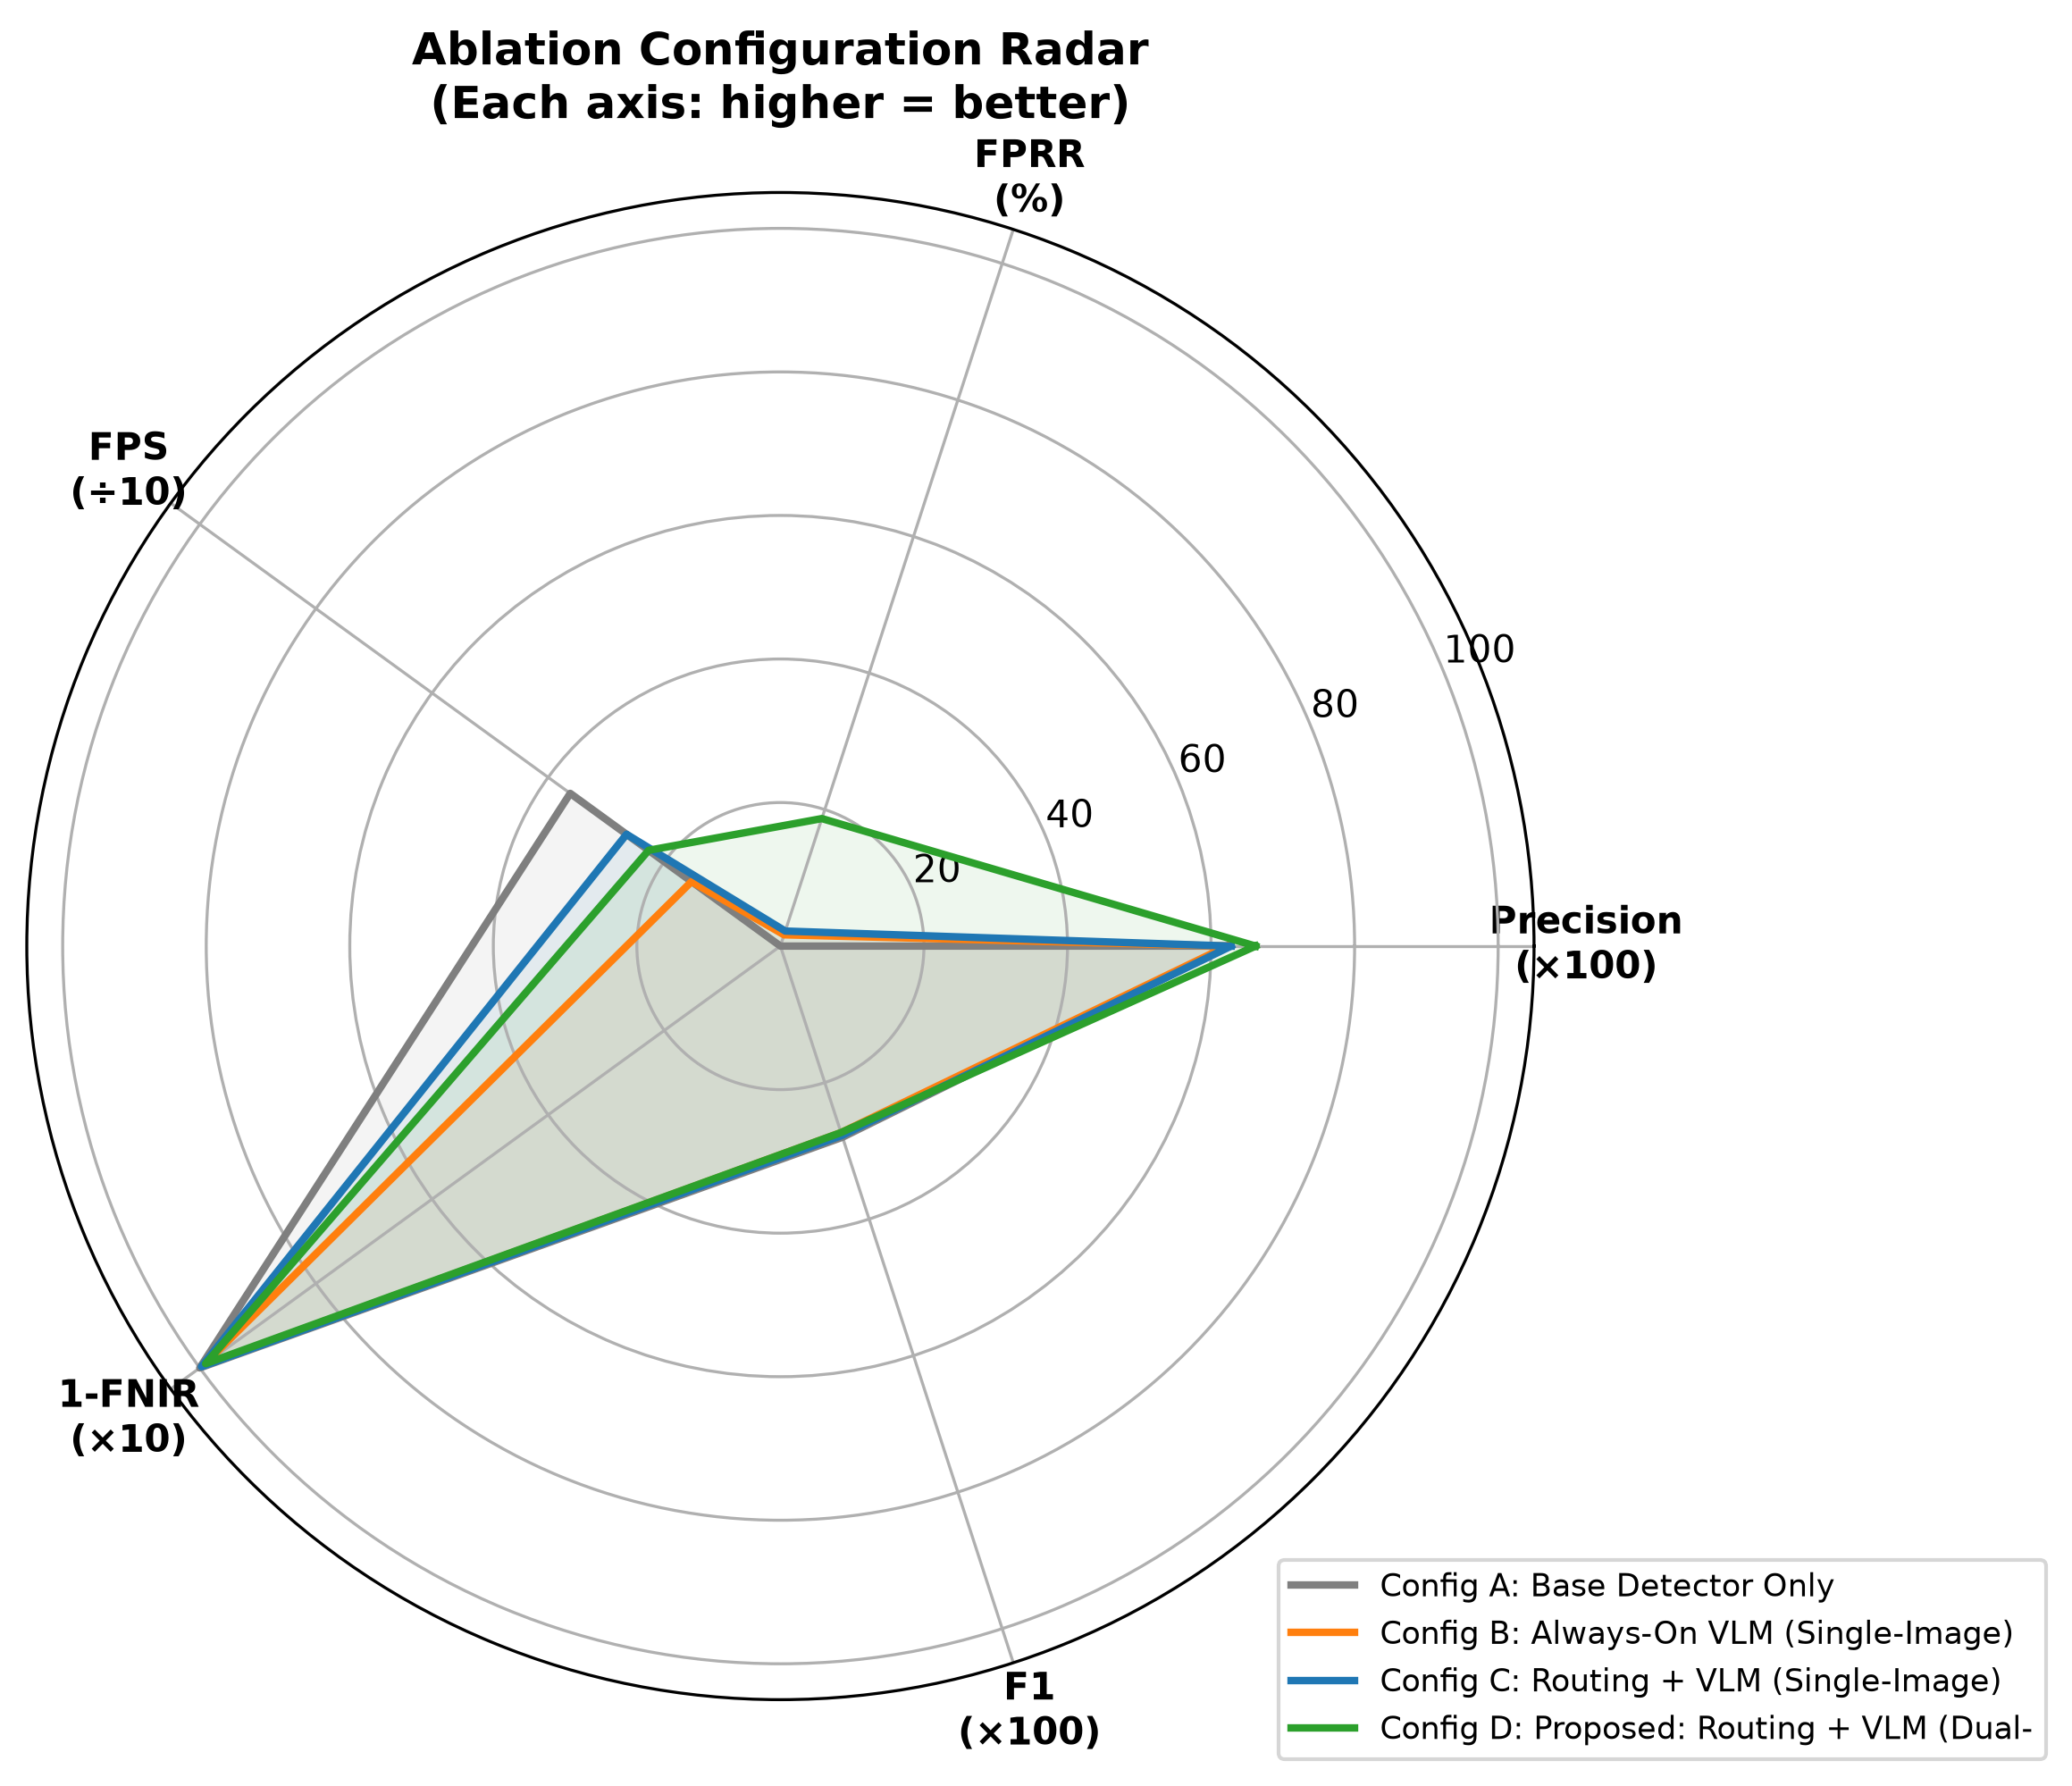 Ablation Configuration Radar
(Each axis: higher = better)
FPRR
(%)
FPS
(÷10)
100
80
60
40
20
Precision
(×100)
1-FNIR
(×10)
F1
(×100)
Config A: Base Detector Only
Config B: Always-On VLM (Single-Image)
Config C: Routing + VLM (Single-Image)
Config D: Proposed: Routing + VLM (Dual-